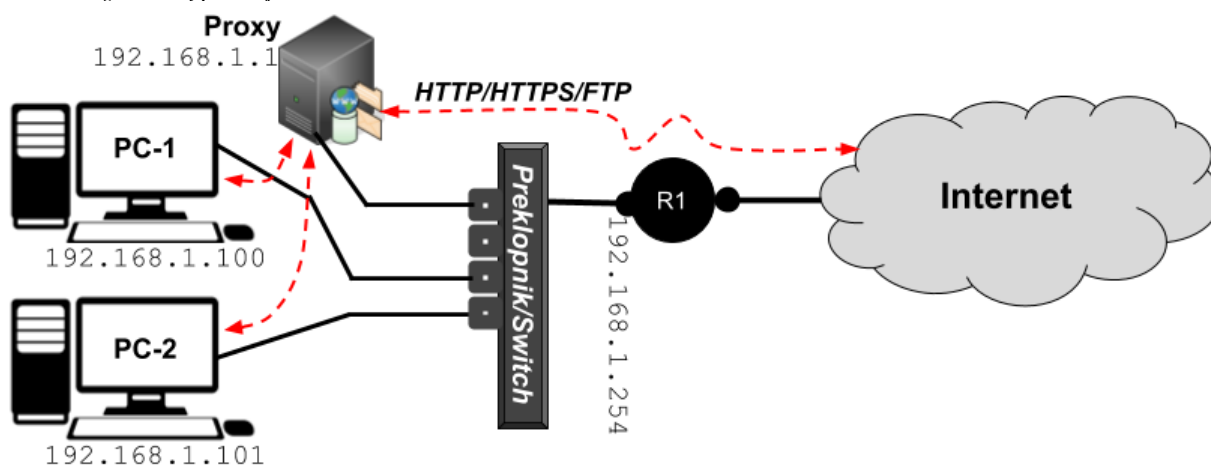 Proxy
192.168.1.1
HTTP/HTTPS/FTP
PC-1
192.168.1.100
Preklopnik/Switch
R1
192.168.1.254
Internet
PC-2
192.168.1.101